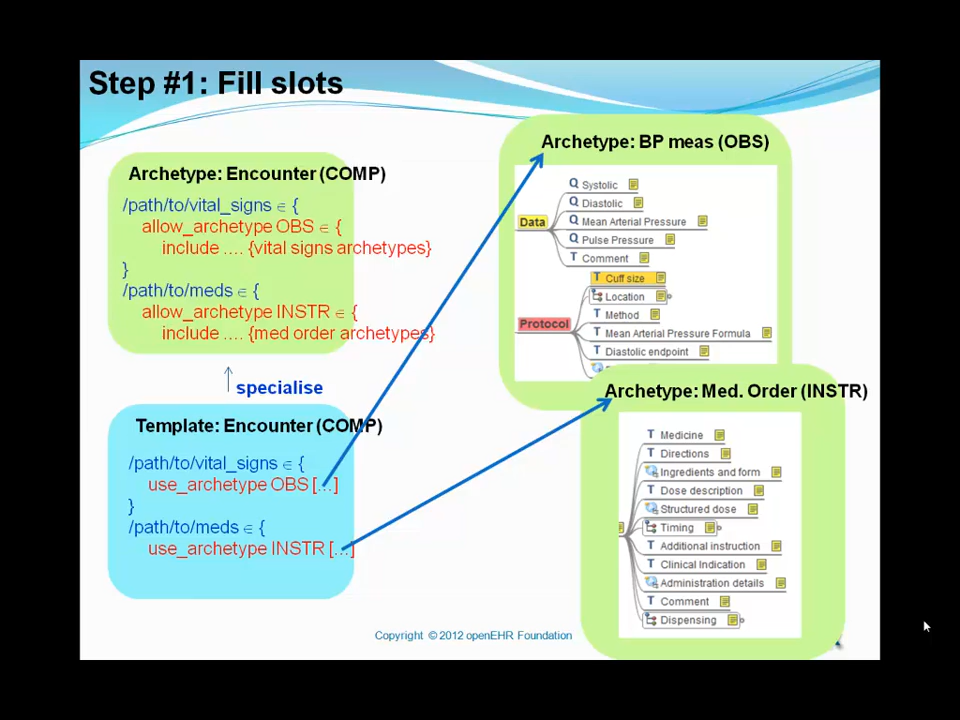 Step #1: Fill slots
Archetype: Encounter (COMP)
/path/to/vital_signs ∈ {
allow_archetype OBS ∈ {
include .... {vital signs archetypes}
}
/path/to/meds ∈ {
allow_archetype INSTR ∈ {
include .... {med order archetypes}
specialise
Template: Encounter (COMP)
/path/to/vital_signs ∈ {
use_archetype OBS [...]
}
/path/to/meds ∈ {
use_archetype INSTR [...]
Archetype: BP meas (OBS)
Data
Systolic
Diastolic
Mean Arterial Pressure
Pulse Pressure
Comment
Protocol
Cuff size
Location
Method
Mean Arterial Pressure Formula
Diastolic endpoint
Archetype: Med. Order (INSTR)
Medicine
Directions
Ingredients and form
Dose description
Structured dose
Timing
Additional instruction
Clinical Indication
Administration details
Comment
Dispensing
Copyright © 2012 openEHR Foundation